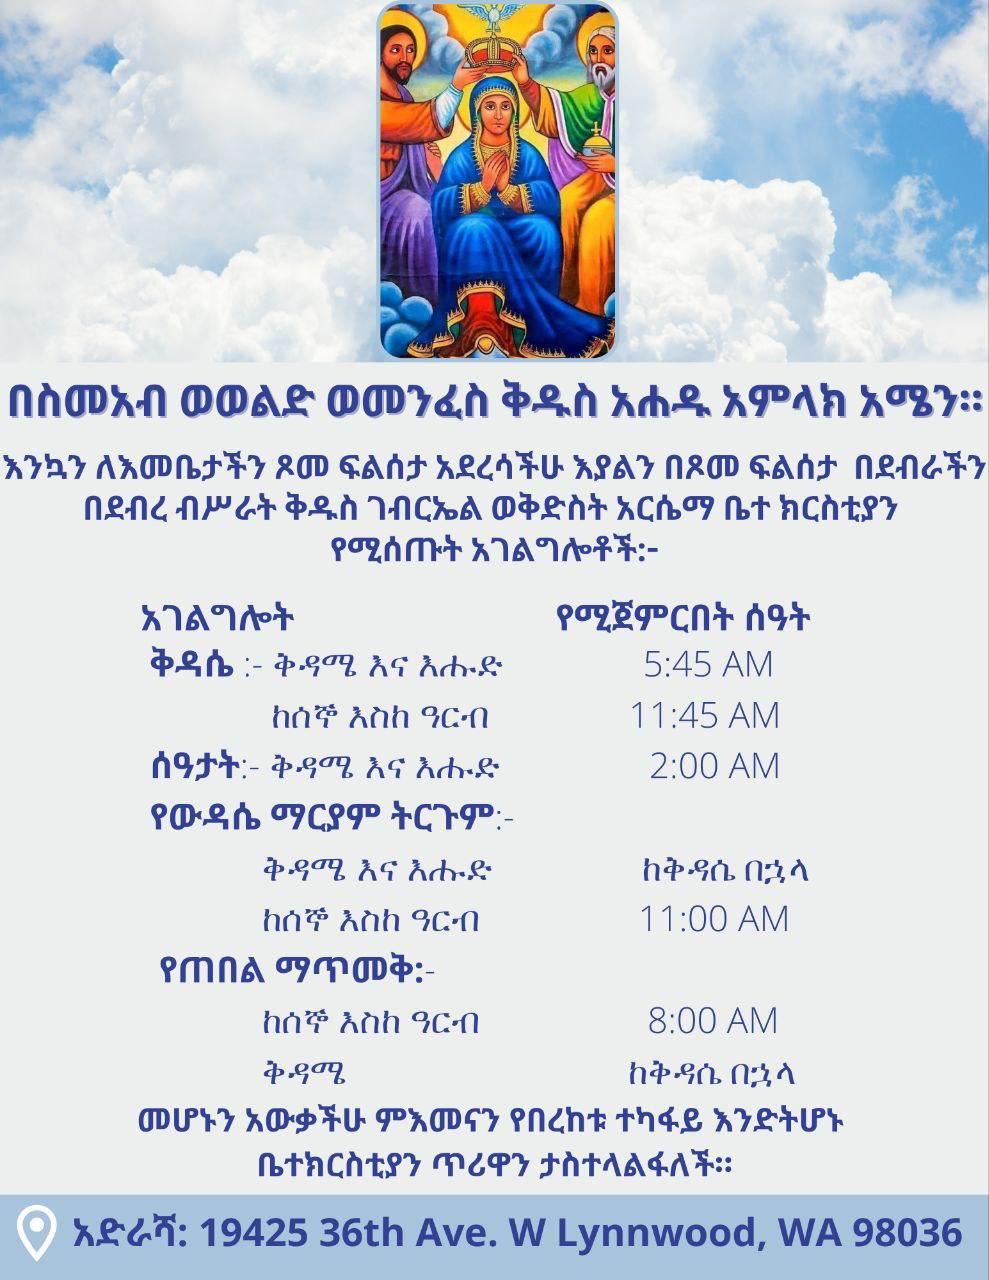 በስመአብ ወወልድ ወመንፈስ ቅዱስ አሐዱ አምላክ አሜን።
እንኳን ለእመቤታችን ጾመ ፍልሰታ አደረሳችሁ እያልን በጾመ ፍልሰታ በደብራችን
በደብረ ብሥራት ቅዱስ ገብርኤል ወቅድስት አርሴማ ቤተ ክርስቲያን
የሚሰጡት አገልግሎቶች:-
አገልግሎት የሚጀምርበት ሰዓት
ቅዳሴ :- ቅዳሜ እና እሑድ 5:45 AM
ከሰኞ እስከ ዓርብ 11:45 AM
ሰዓታት:- ቅዳሜ እና እሑድ 2:00 AM
የውዳሴ ማርያም ትርጉም:-
ቅዳሜ እና እሑድ ከቅዳሴ በኋላ
ከሰኞ እስከ ዓርብ 11:00 AM
የጠበል ማጥመቅ:-
ከሰኞ እስከ ዓርብ 8:00 AM
ቅዳሜ ከቅዳሴ በኋላ
መሆኑን አውቃችሁ ምእመናን የበረከቱ ተካፋይ እንድትሆኑ
ቤተክርስቲያን ጥሪዋን ታስተላልፋለች።
አድራሻ: 19425 36th Ave. W Lynnwood, WA 98036